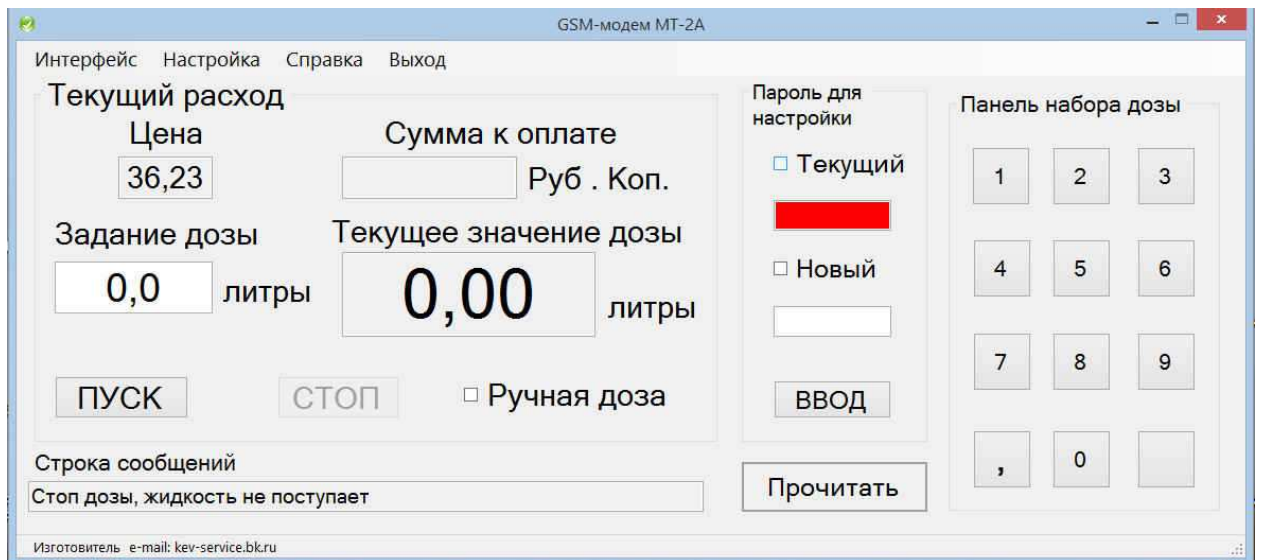 GSM-модем MT-2A
Интерфейс Настройка Справка Выход
Текущий расход
Цена
Сумма к оплате
36,23
Руб . Коп.
Задание дозы
Текущее значение дозы
0,0
литры
0,00
литры
ПУСК
СТОП
Ручная доза
Пароль для
настройки
Текущий
Новый
ВВОД
Панель набора дозы
1 2 3
4 5 6
7 8 9
, 0
Строка сообщений
Стоп дозы, жидкость не поступает
Прочитать
Изготовитель e-mail: kev-service.bk.ru